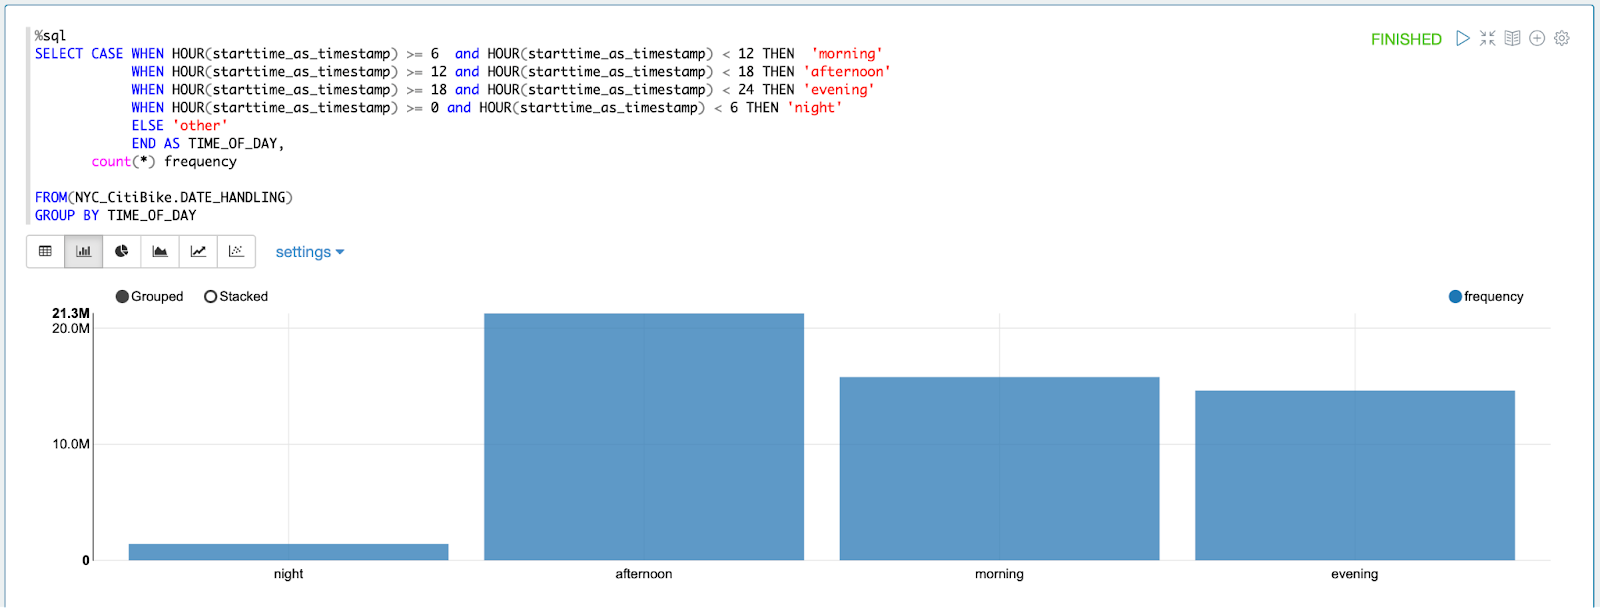 %sql
SELECT CASE WHEN HOUR(starttime_as_timestamp) >= 6  and HOUR(starttime_as_timestamp) < 12 THEN  'morning'
            WHEN HOUR(starttime_as_timestamp) >= 12 and HOUR(starttime_as_timestamp) < 18 THEN 'afternoon'
            WHEN HOUR(starttime_as_timestamp) >= 18 and HOUR(starttime_as_timestamp) < 24 THEN 'evening'
            WHEN HOUR(starttime_as_timestamp) >= 0 and HOUR(starttime_as_timestamp) < 6 THEN 'night'
            ELSE 'other'
            END AS TIME_OF_DAY,
       count(*) frequency
FROM(NYC_CitiBike.DATE_HANDLING)
GROUP BY TIME_OF_DAY
FINISHED
settings
Grouped Stacked
frequency
21.3M
20.0M
10.0M
0
night afternoon morning evening